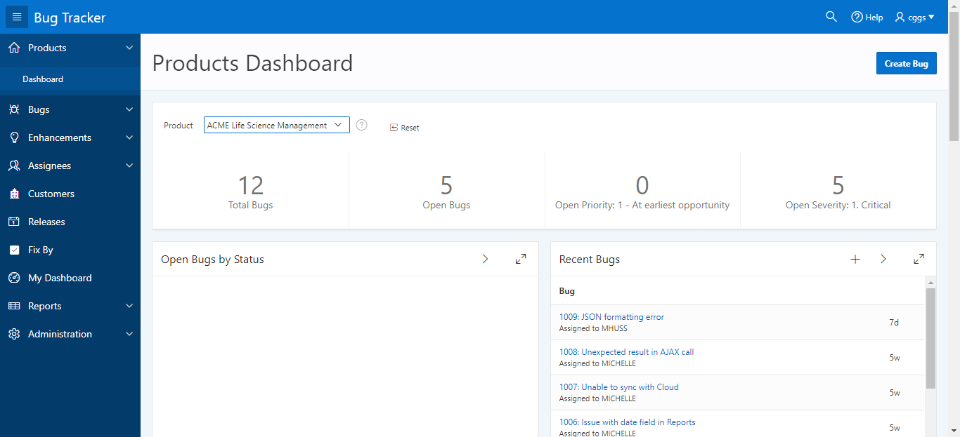 Bug Tracker
Help
cggs
Products
Dashboard
Bugs
Enhancements
Assignees
Customers
Releases
Fix By
My Dashboard
Reports
Administration
Products Dashboard
Create Bug
Product
ACME Life Science Management
Reset
12
Total Bugs
5
Open Bugs
0
Open Priority: 1 - At earliest opportunity
5
Open Severity: 1. Critical
Open Bugs by Status
Recent Bugs
Bug
1009: JSON formatting error
Assigned to MHUSS
7d
1008: Unexpected result in AJAX call
Assigned to MICHELLE
5w
1007: Unable to sync with Cloud
Assigned to MICHELLE
5w
1006: Issue with date field in Reports
Assigned to MICHELLE
5w